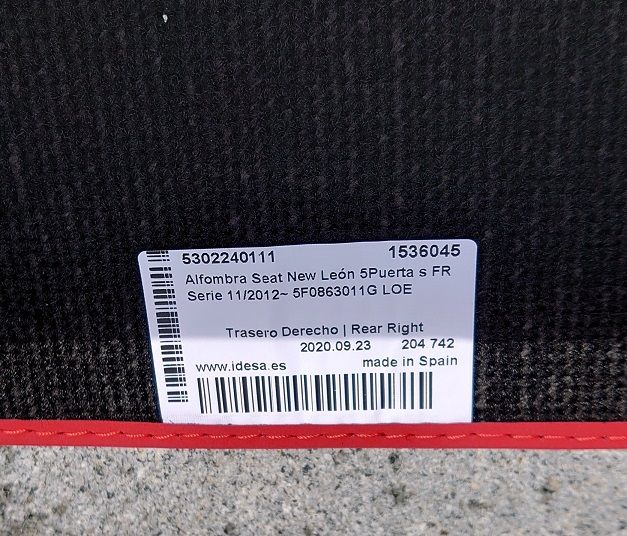 5302240111 1536045
Alfombra Seat New León 5Puerta s FR
Serie 11/2012~ 5F0863011G LOE
Trasero Derecho | Rear Right
2020.09.23 204 742
www.idesa.es made in Spain